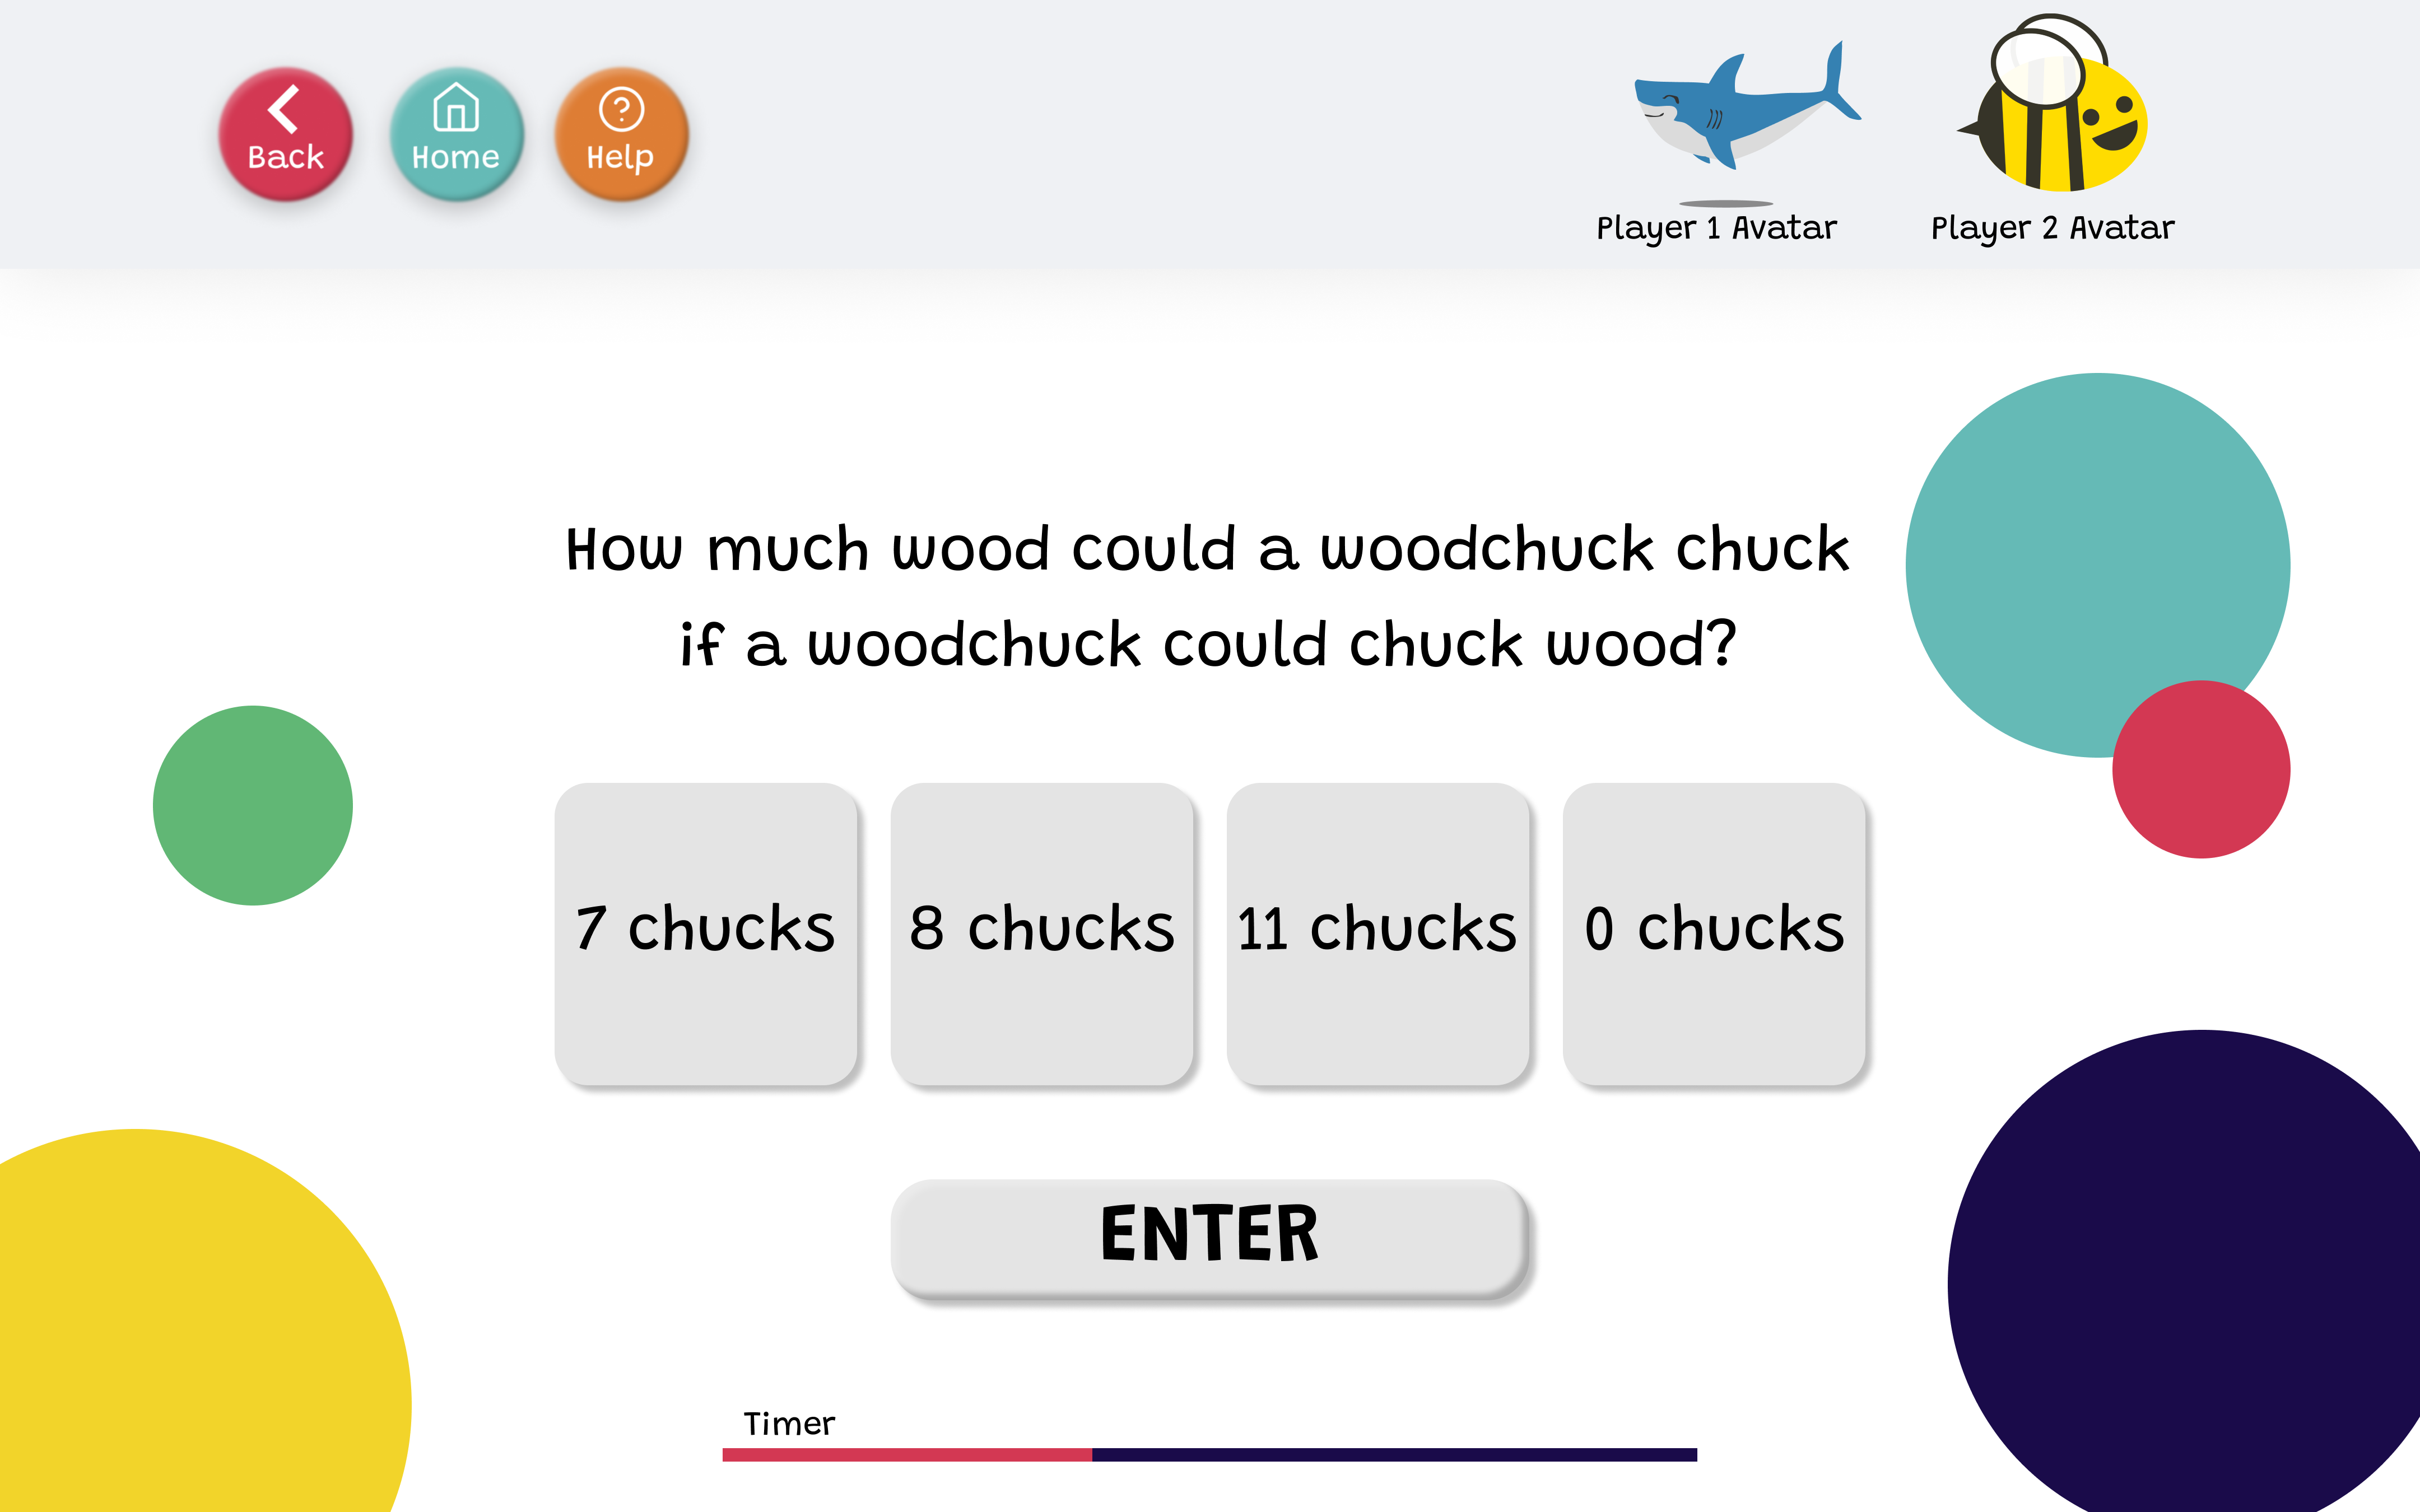 Back
Home
Help
Player 1 Avatar
Player 2 Avatar
How much wood could a woodchuck chuck
if a woodchuck could chuck wood?
7 chucks
8 chucks
11 chucks
0 chucks
ENTER
Timer